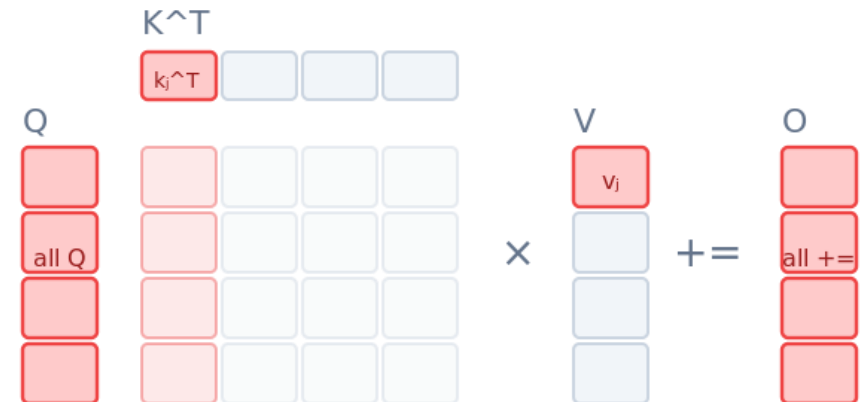 K^T
kⱼ^T
Q
V
O
vⱼ
all Q
×
+=
all +=